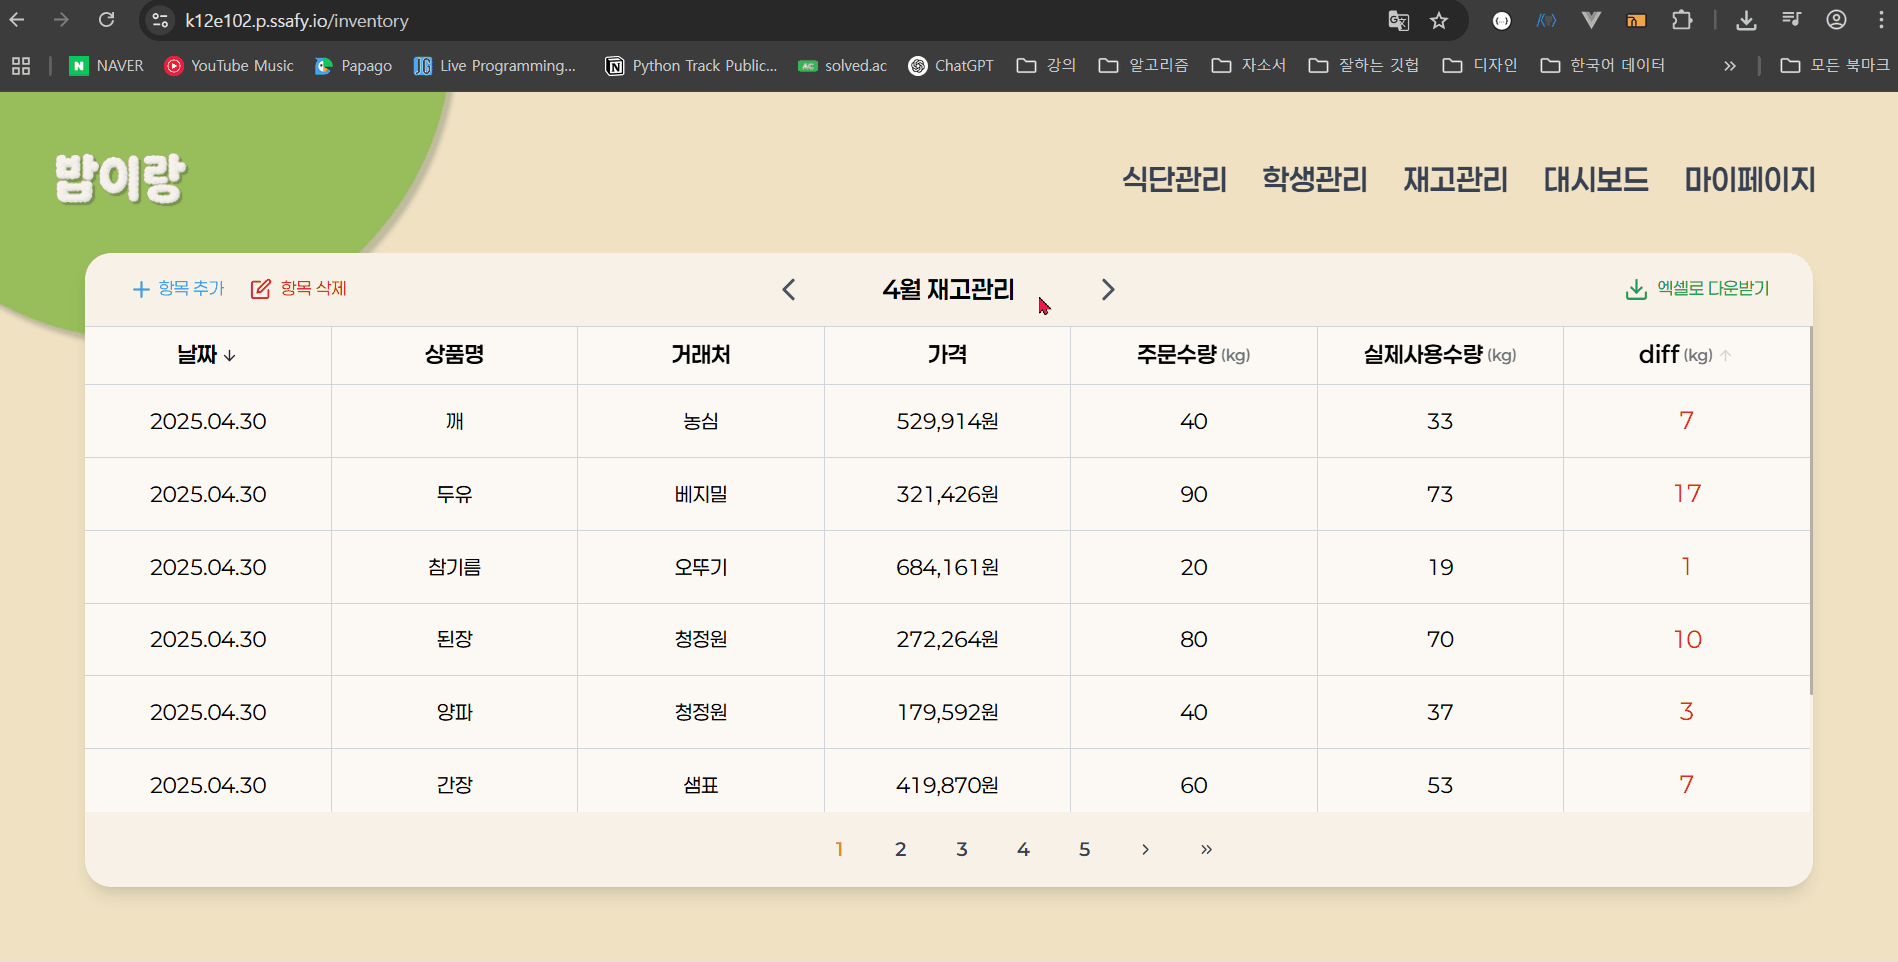 k12e102.p.ssafy.io/inventory
NAVER YouTube Music Papago Live Programming... Python Track Public... solved.ac ChatGPT 강의 알고리즘 자소서 잘하는 깃헙 디자인 한국어 데이터 » 모든 북마크
밥이랑
식단관리 학생관리 재고관리 대시보드 마이페이지
+ 항목 추가 항목 삭제 < 4월 재고관리 > 엑셀로 다운받기
날짜 ↓ 상품명 거래처 가격 주문수량 (kg) 실제사용수량 (kg) diff (kg) ↑
2025.04.30 깨 농심 529,914원 40 33 7
2025.04.30 두유 베지밀 321,426원 90 73 17
2025.04.30 참기름 오뚜기 684,161원 20 19 1
2025.04.30 된장 청정원 272,264원 80 70 10
2025.04.30 양파 청정원 179,592원 40 37 3
2025.04.30 간장 샘표 419,870원 60 53 7
1 2 3 4 5 > »